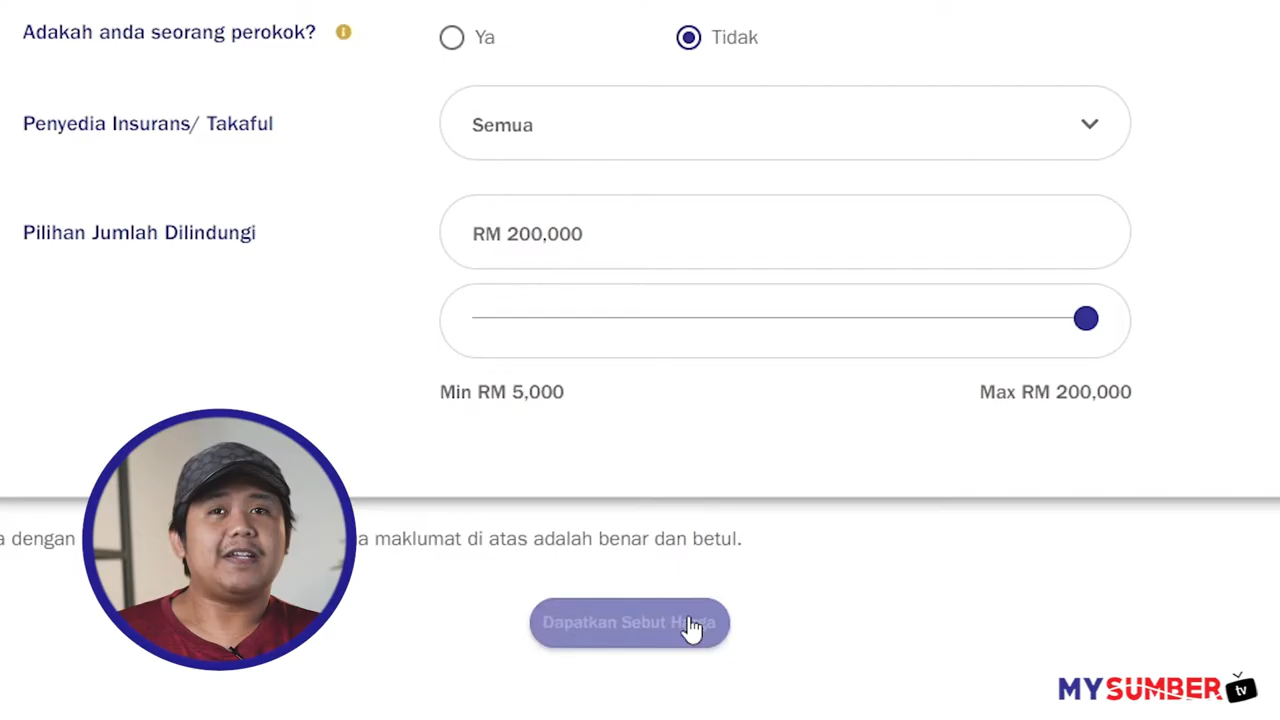 Adakah anda seorang perokok?
Ya
Tidak
Penyedia Insurans/ Takaful
Semua
Pilihan Jumlah Dilindungi
RM 200,000
Min RM 5,000
Max RM 200,000
a dengan
a maklumat di atas adalah benar dan betul.
Dapatkan Sebut Harga
MYSUMBER
tv